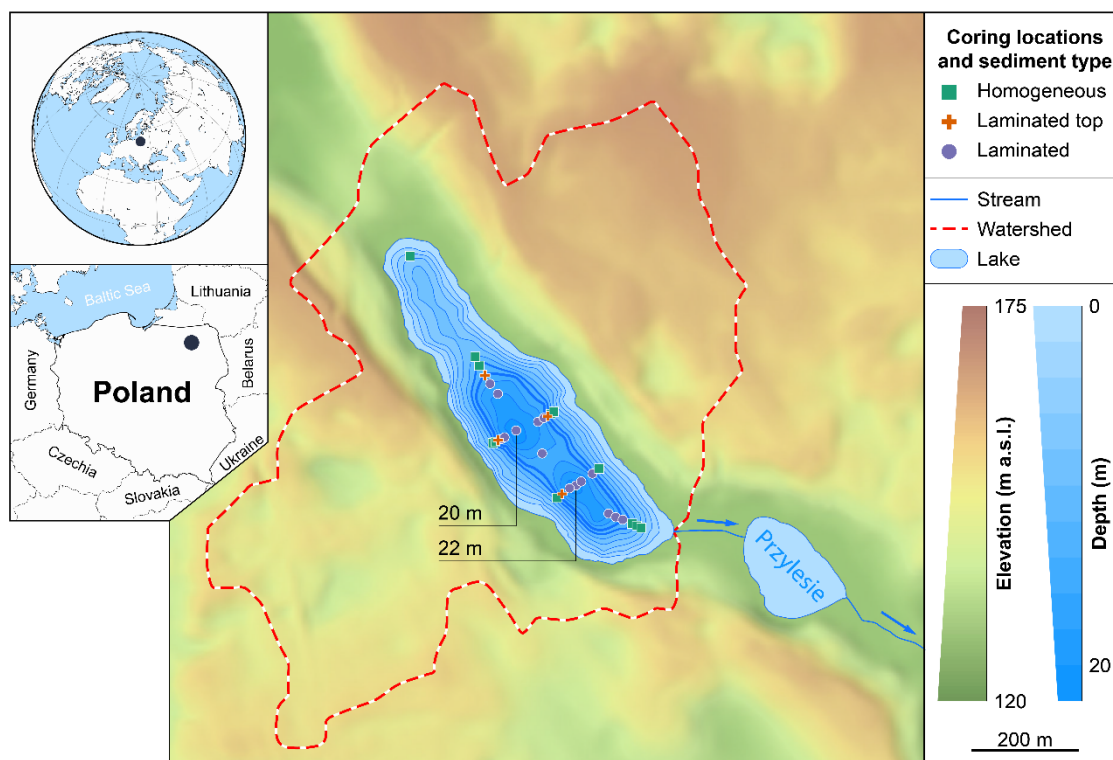 Baltic Sea
Lithuania
Germany
Poland
Belarus
Czechia
Slovakia
Ukraine
20 m
22 m
Przylesie
Coring locations
and sediment type
Homogeneous
Laminated top
Laminated
Stream
Watershed
Lake
175
0
Elevation (m a.s.l.)
Depth (m)
20
120
200 m